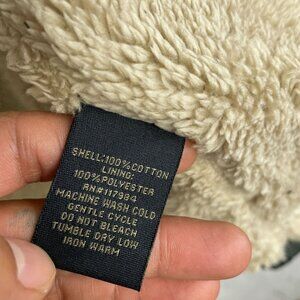 SHELL:100%COTTON
LINING:
100%POLYESTER
RN#117984
MACHINE WASH COLD
GENTLE CYCLE
DO NOT BLEACH
TUMBLE DRY LOW
IRON WARM